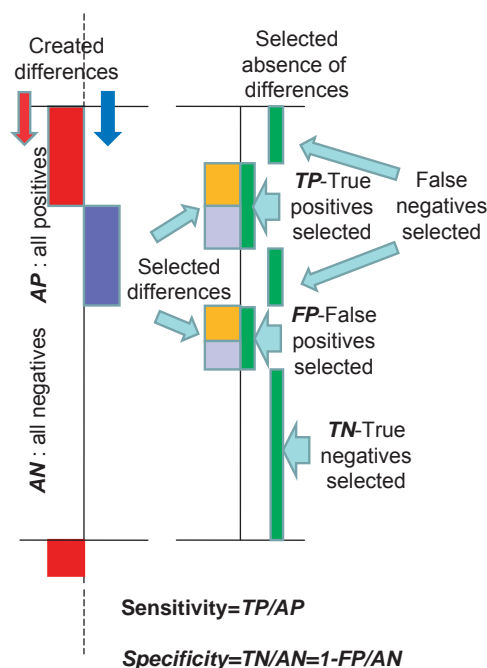 Created
differences
Selected
absence of
differences
AP : all positives
TP-True
positives
selected
False
negatives
selected
Selected
differences
FP-False
positives
selected
AN : all negatives
TN-True
negatives
selected
Sensitivity=TP/AP
Specificity=TN/AN=1-FP/AN